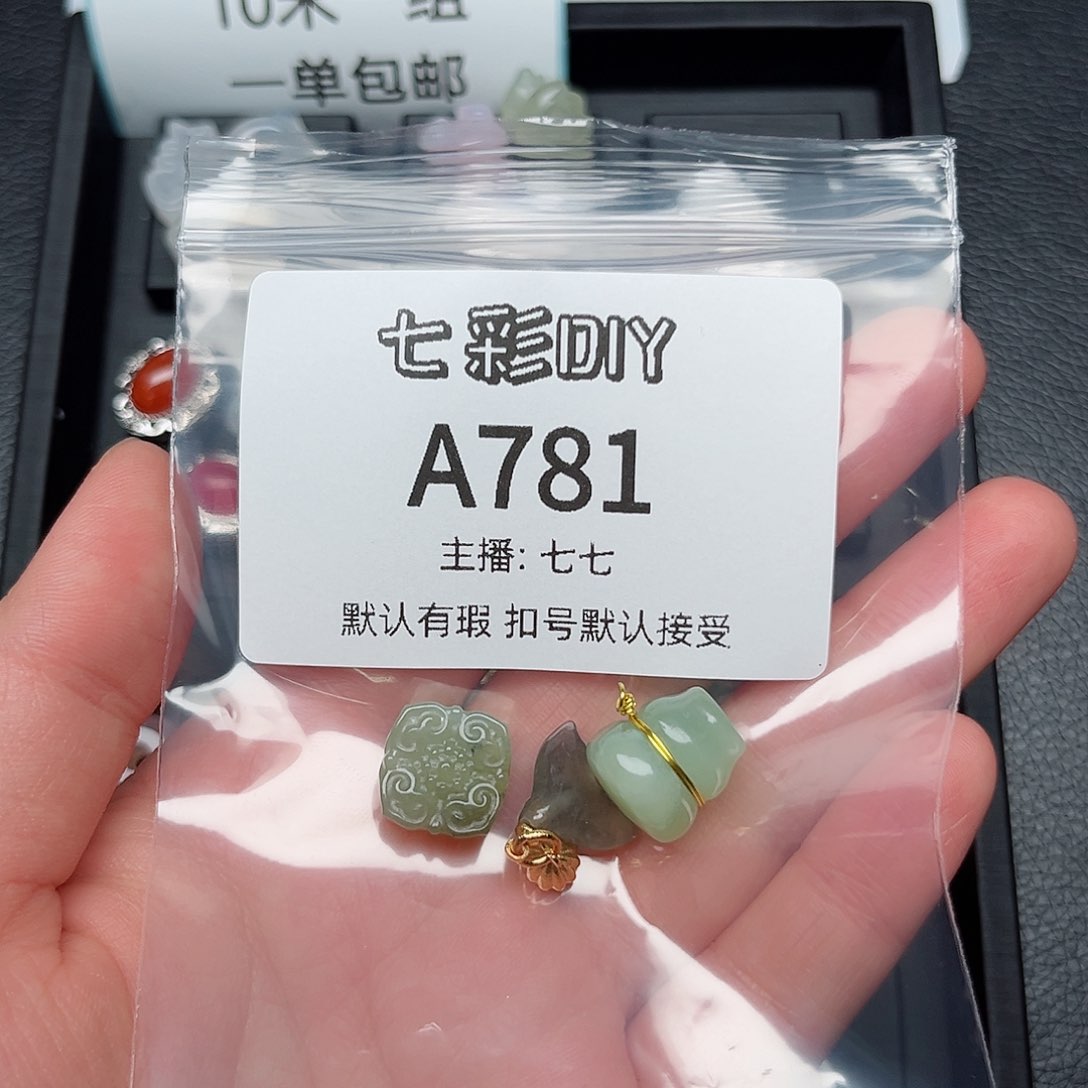 一单包邮
七彩DIY
A781
主播: 七七
默认有瑕 扣号默认接受